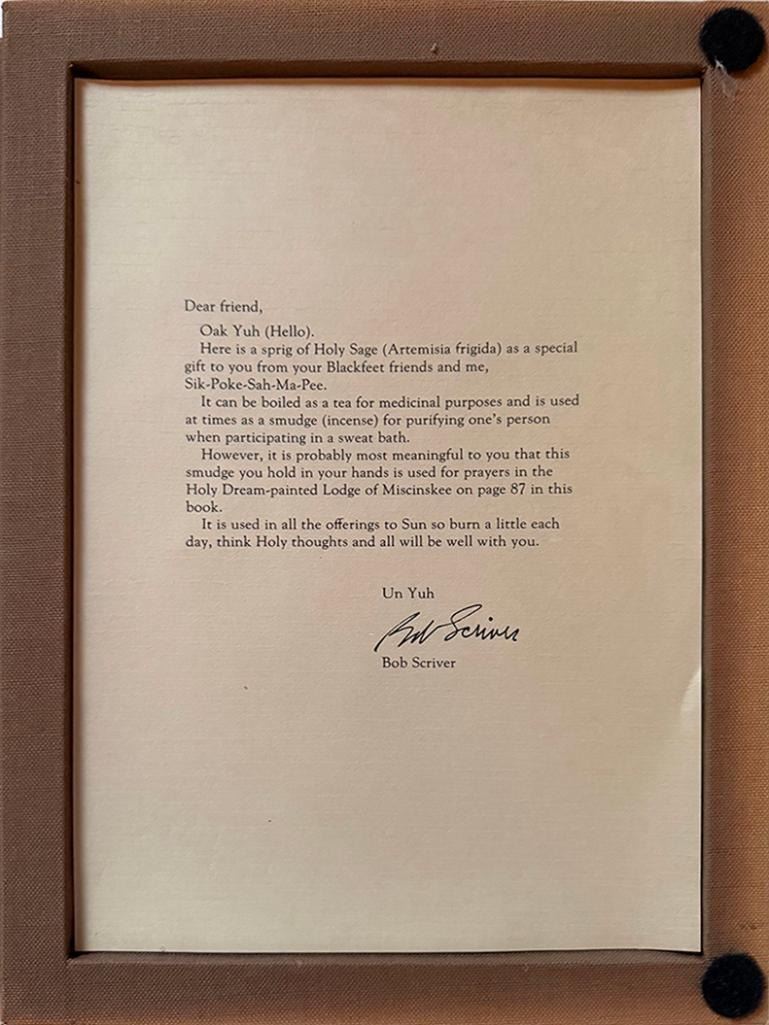 Dear friend,
Oak Yuh (Hello).
Here is a sprig of Holy Sage (Artemisia frigida) as a special
gift to you from your Blackfeet friends and me,
Sik-Poke-Sah-Ma-Pee.
It can be boiled as a tea for medicinal purposes and is used
at times as a smudge (incense) for purifying one's person
when participating in a sweat bath.
However, it is probably most meaningful to you that this
smudge you hold in your hands is used for prayers in the
Holy Dream-painted Lodge of Miscinskee on page 87 in this
book.
It is used in all the offerings to Sun so burn a little each
day, think Holy thoughts and all will be well with you.
Un Yuh
Bob Scriver
Bob Scriver